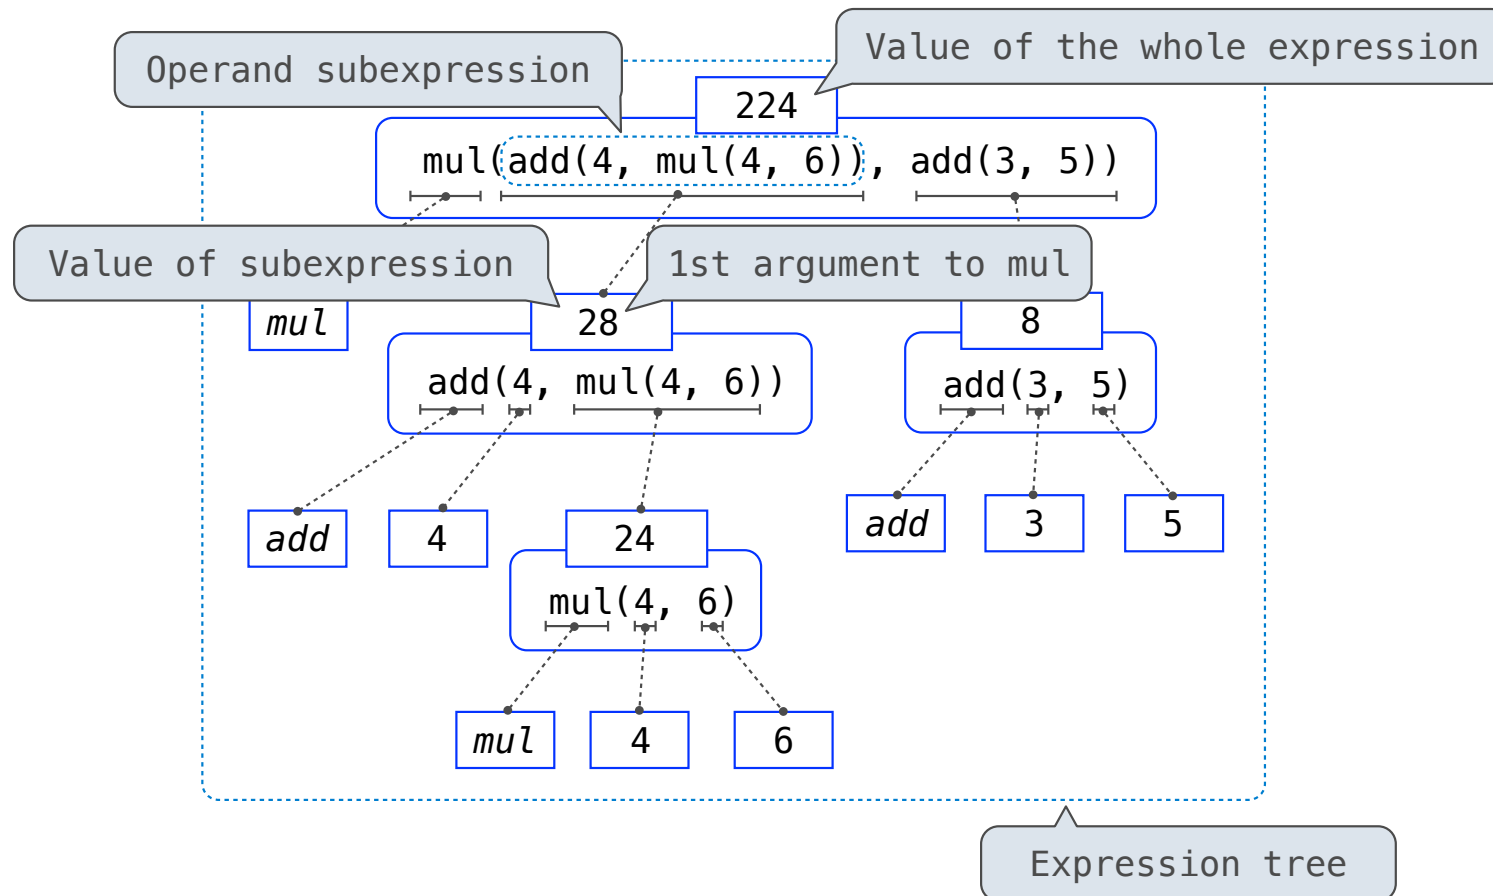 Value of the whole expression
Operand subexpression
224
mul(add(4, mul(4, 6)), add(3, 5))
Value of subexpression
1st argument to mul
mul
28
8
add(4, mul(4, 6))
add(3, 5)
add
4
24
add
3
5
mul(4, 6)
mul
4
6
Expression tree